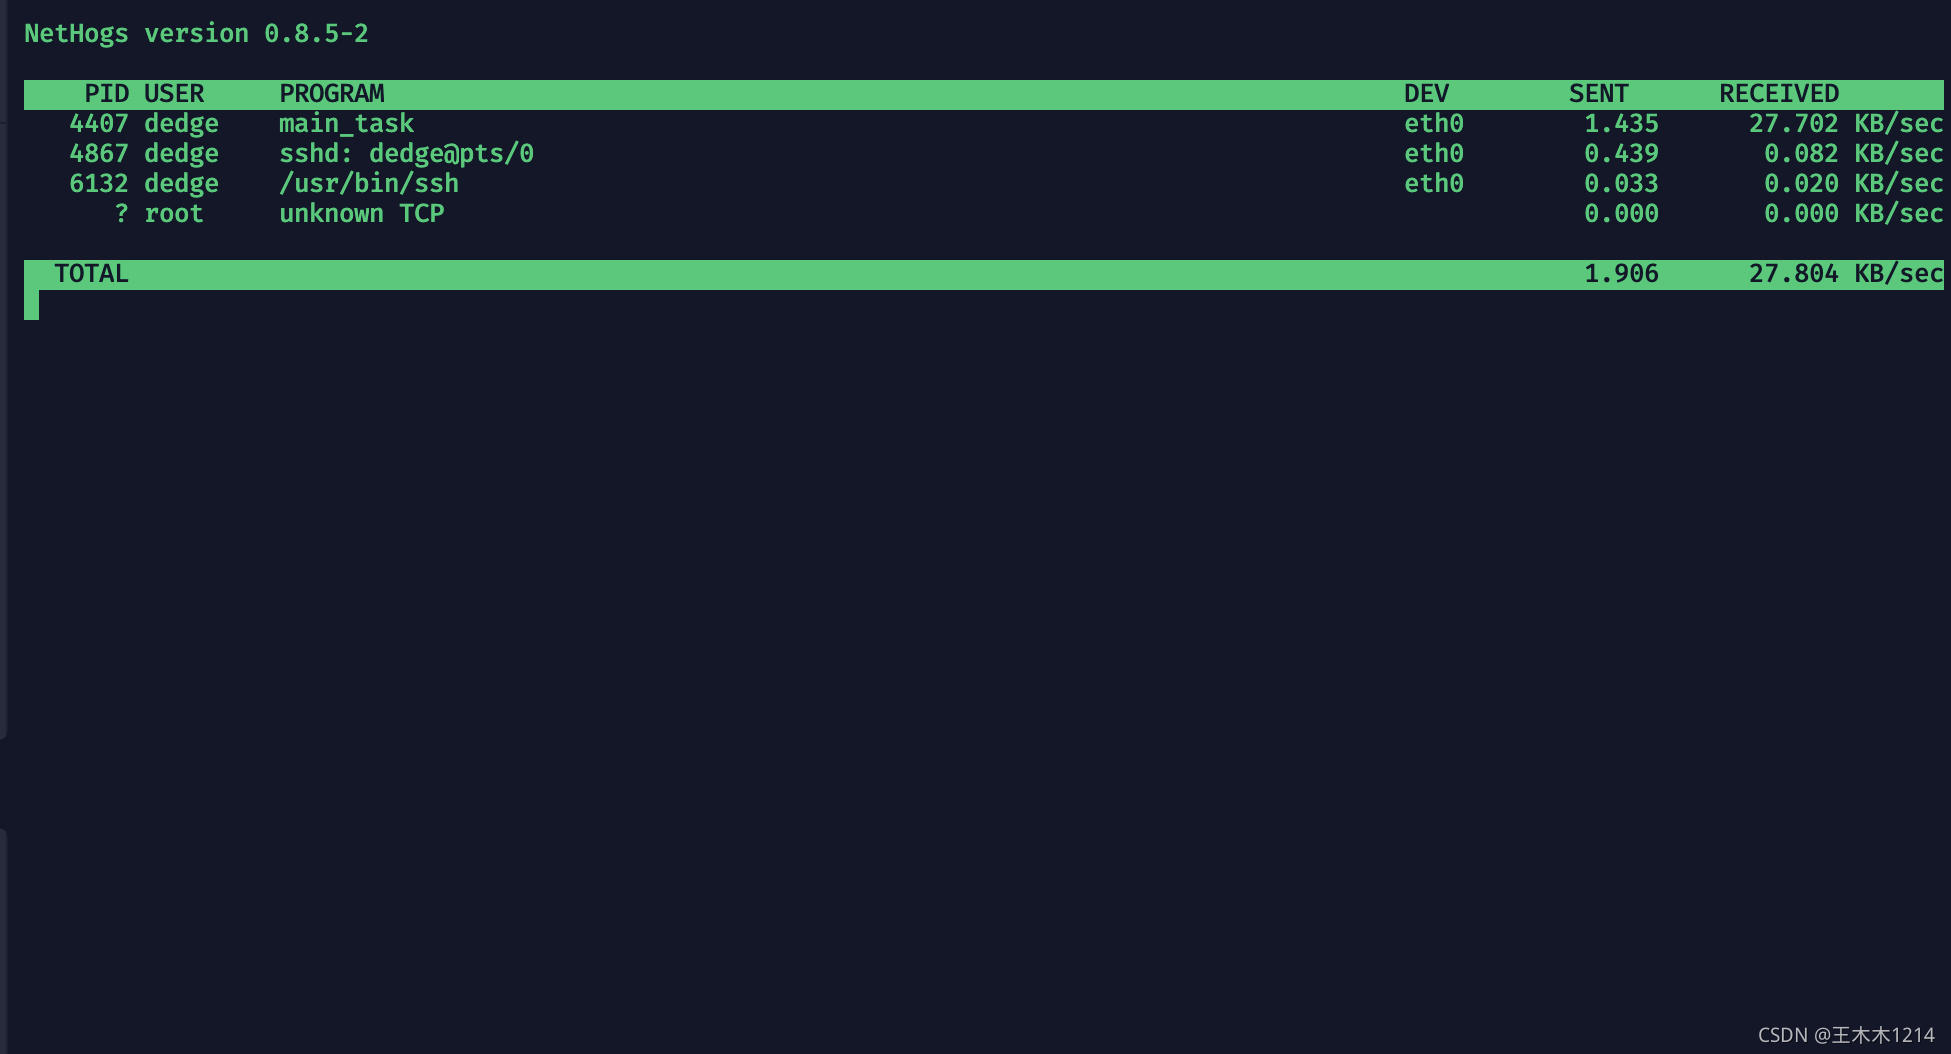 NetHogs version 0.8.5-2
PID USER PROGRAM DEV SENT RECEIVED
4407 dedge main_task eth0 1.435 27.702 KB/sec
4867 dedge sshd: dedge@pts/0 eth0 0.439 0.082 KB/sec
6132 dedge /usr/bin/ssh eth0 0.033 0.020 KB/sec
? root unknown TCP 0.000 0.000 KB/sec
TOTAL 1.906 27.804 KB/sec
CSDN @王木木1214